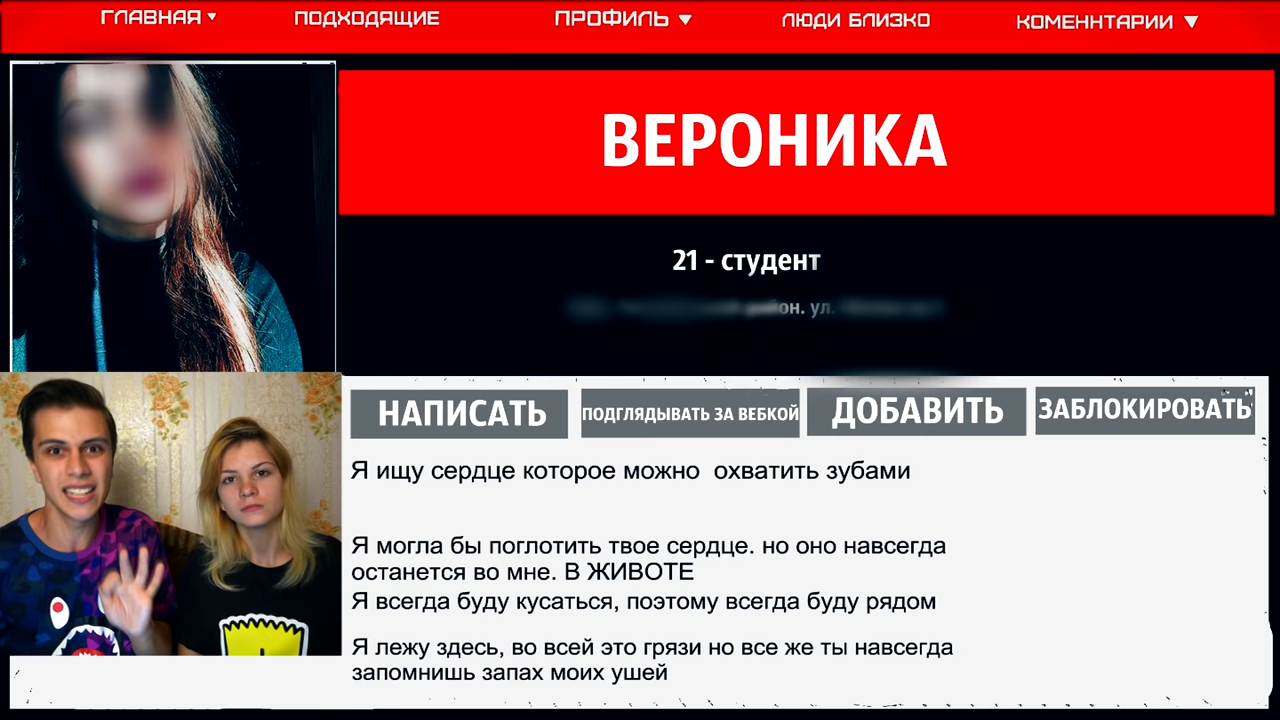 ГЛАВНАЯ ▼
ПОДХОДЯЩИЕ
ПРОФИЛЬ ▼
ЛЮДИ БЛИЗКО
КОМЕННТАРИИ ▼
ВЕРОНИКА
21 - студент
район. ул.
НАПИСАТЬ
ПОДГЛЯДЫВАТЬ ЗА ВЕБКОЙ
ДОБАВИТЬ
ЗАБЛОКИРОВАТЬ
Я ищу сердце которое можно охватить зубами
Я могла бы поглотить твое сердце. но оно навсегда
останется во мне. В ЖИВОТЕ
Я всегда буду кусаться, поэтому всегда буду рядом
Я лежу здесь, во всей это грязи но все же ты навсегда
запомнишь запах моих ушей